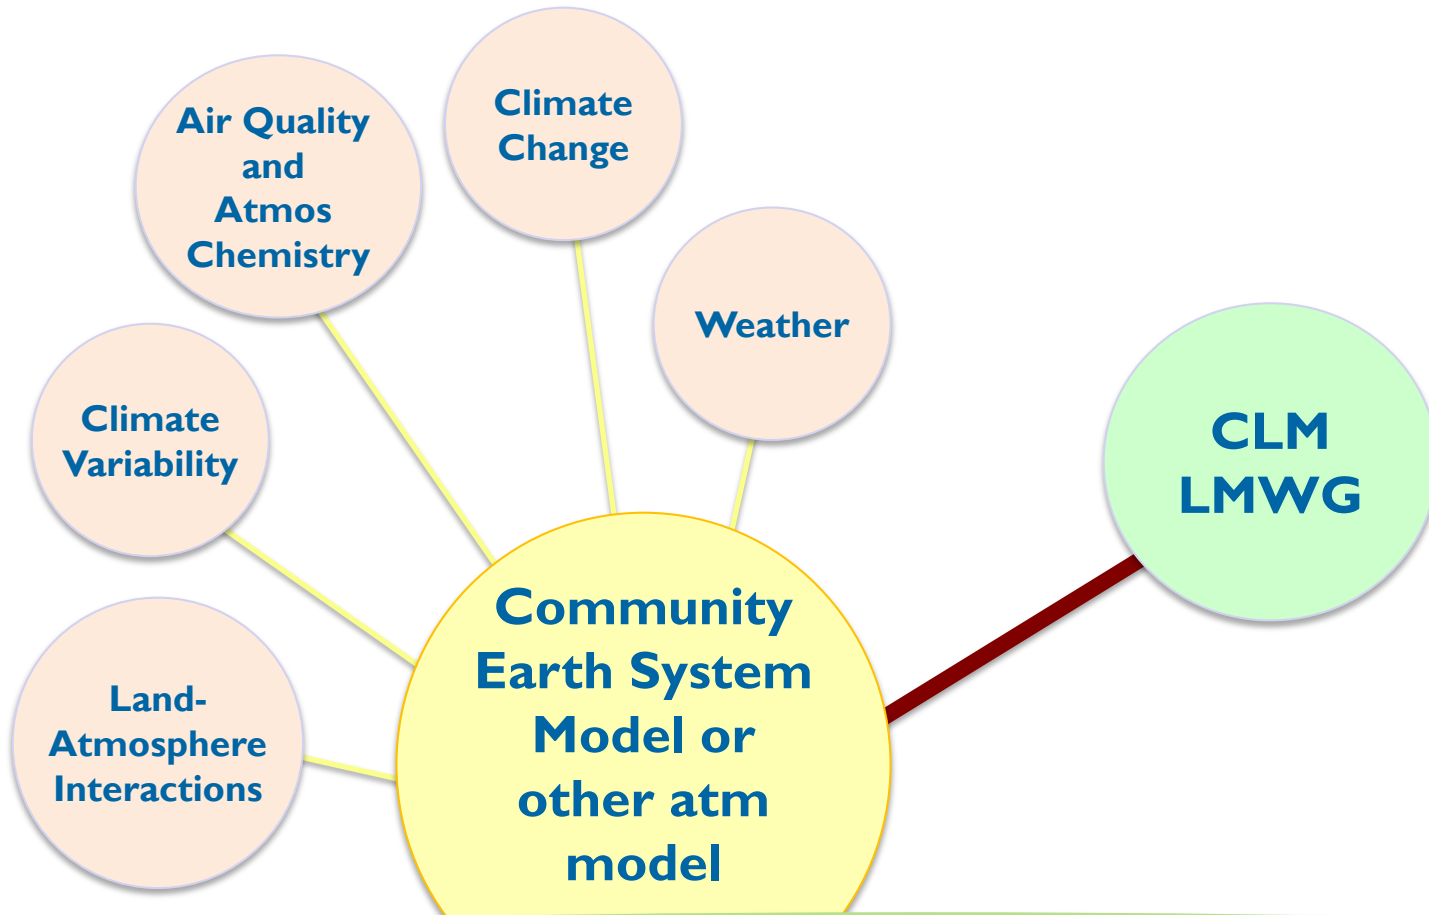 Climate
Change
Air Quality
and
Atmos
Chemistry
Weather
Climate
Variability
CLM
LMWG
Land-
Atmosphere
Interactions
Community
Earth System
Model or
other atm
model